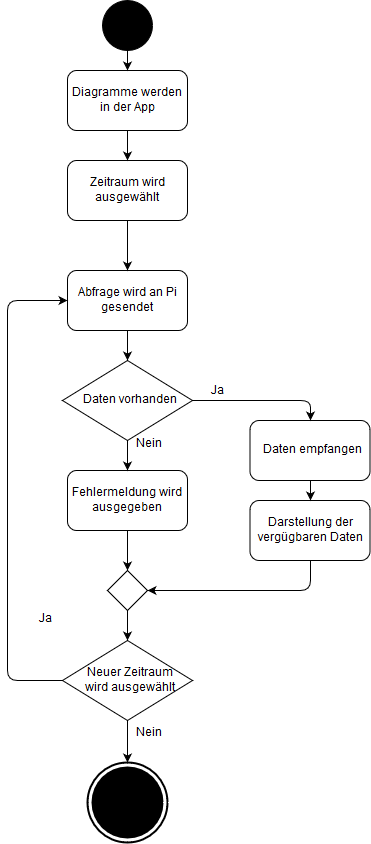 Diagramme werden
in der App
Zeitraum wird
ausgewählt
Abfrage wird an Pi
gesendet
Daten vorhanden
Ja
Nein
Daten empfangen
Fehlermeldung wird
ausgegeben
Darstellung der
vergügbaren Daten
Ja
Neuer Zeitraum
wird ausgewählt
Nein